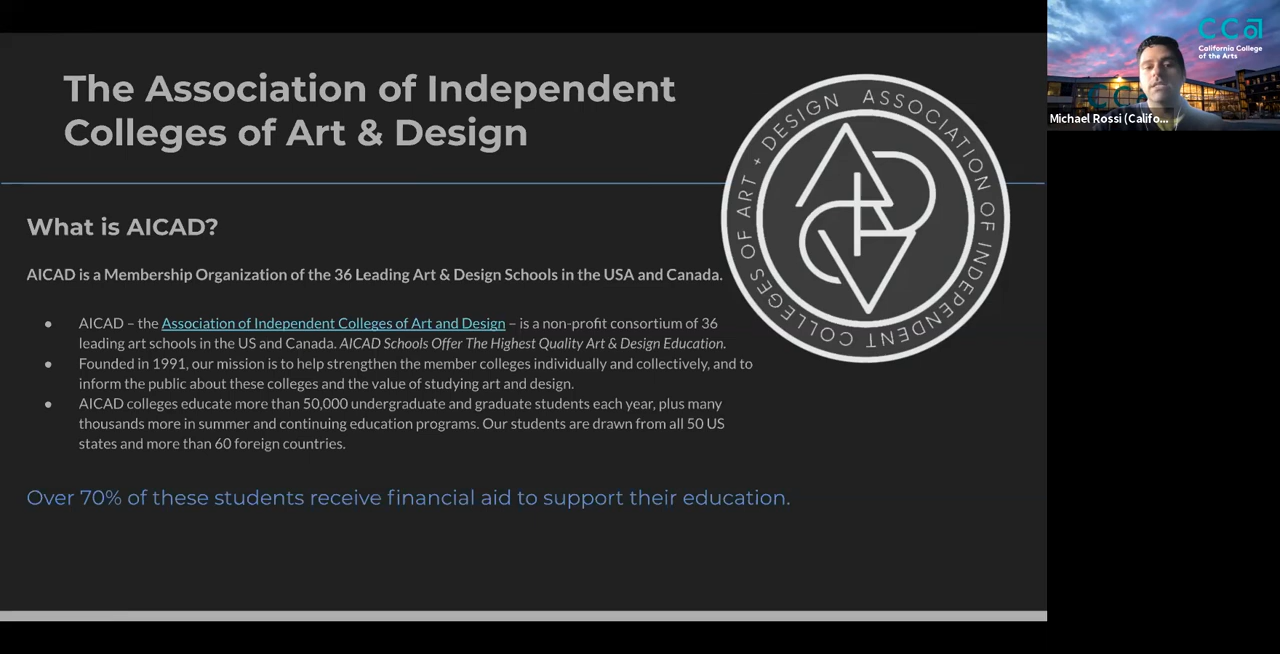 The Association of Independent
Colleges of Art & Design
What is AICAD?
AICAD is a Membership Organization of the 36 Leading Art & Design Schools in the USA and Canada.
● AICAD – the Association of Independent Colleges of Art and Design – is a non-profit consortium of 36
leading art schools in the US and Canada. AICAD Schools Offer The Highest Quality Art & Design Education.
● Founded in 1991, our mission is to help strengthen the member colleges individually and collectively, and to
inform the public about these colleges and the value of studying art and design.
● AICAD colleges educate more than 50,000 undergraduate and graduate students each year, plus many
thousands more in summer and continuing education programs. Our students are drawn from all 50 US
states and more than 60 foreign countries.
Over 70% of these students receive financial aid to support their education.
ASSOCIATION OF INDEPENDENT COLLEGES OF ART + DESIGN
CCA
California College
of the Arts
CC
Michael Rossi (Califo...